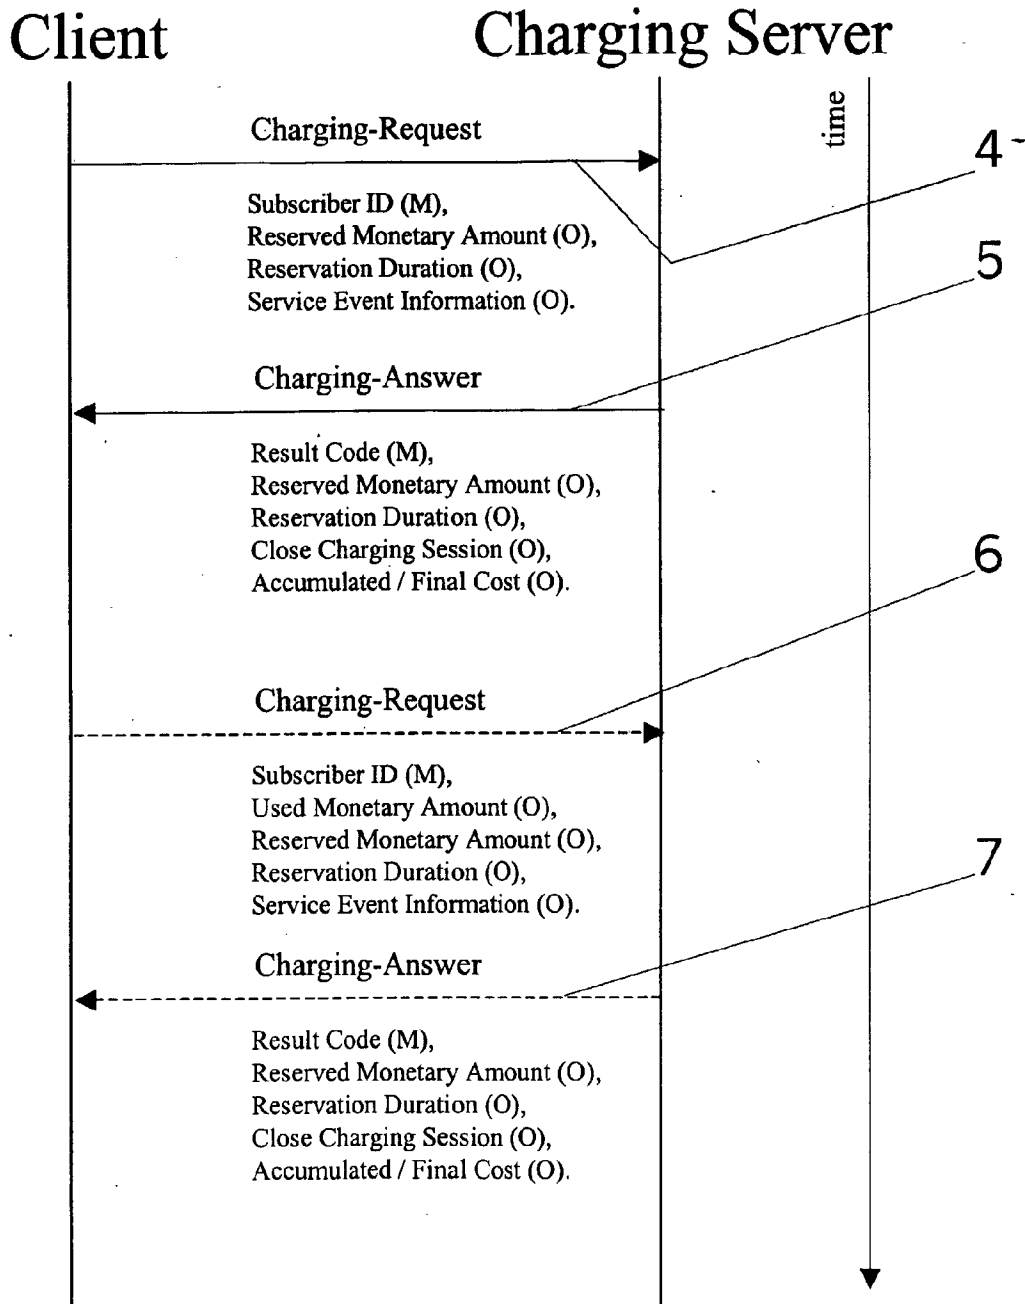 Client
Charging Server
time
Charging-Request
4
Subscriber ID (M),
Reserved Monetary Amount (O),
Reservation Duration (O),
Service Event Information (O).
5
Charging-Answer
Result Code (M),
Reserved Monetary Amount (O),
Reservation Duration (O),
Close Charging Session (O),
Accumulated / Final Cost (O).
6
Charging-Request
Subscriber ID (M),
Used Monetary Amount (O),
Reserved Monetary Amount (O),
Reservation Duration (O),
Service Event Information (O).
7
Charging-Answer
Result Code (M),
Reserved Monetary Amount (O),
Reservation Duration (O),
Close Charging Session (O),
Accumulated / Final Cost (O).